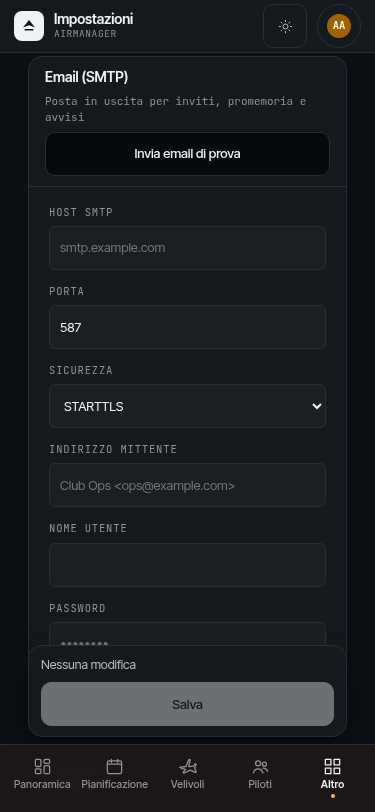 Impostazioni
AIRMANAGER
AA
Email (SMTP)
Posta in uscita per inviti, promemoria e
avvisi
Invia email di prova
HOST SMTP
smtp.example.com
PORTA
587
SICUREZZA
STARTTLS
INDIRIZZO MITTENTE
Club Ops <ops@example.com>
NOME UTENTE
PASSWORD
••••••••
Nessuna modifica
Salva
Panoramica
Pianificazione
Velivoli
Piloti
Altro